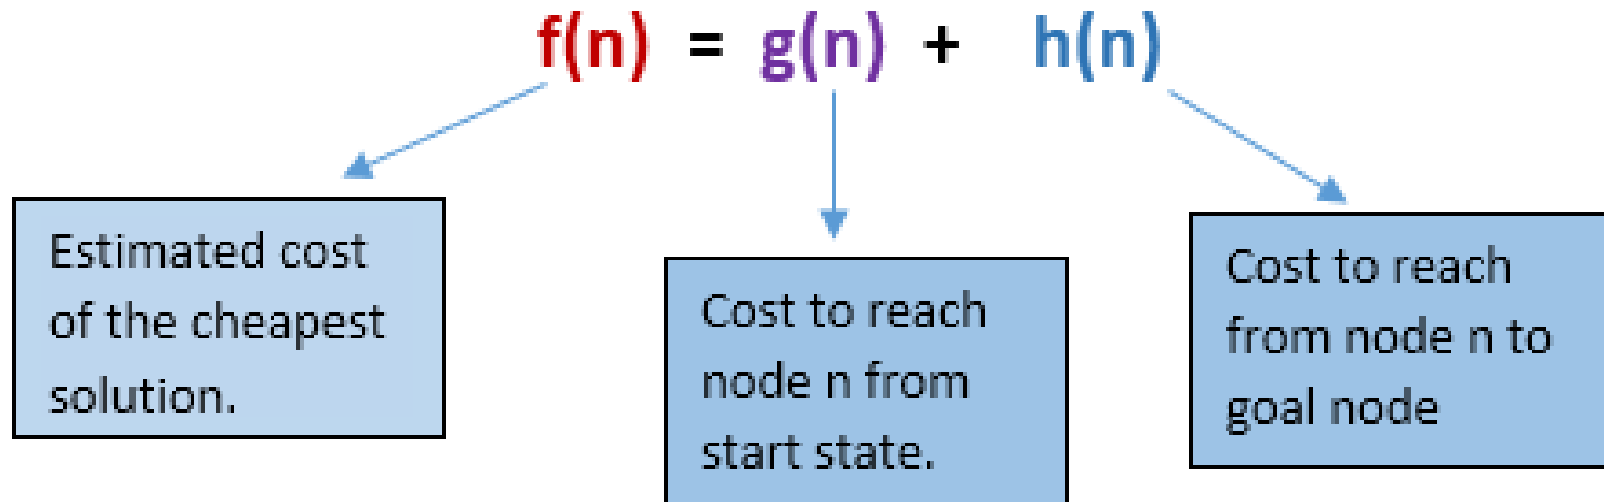 f(n) = g(n) + h(n)
Estimated cost
of the cheapest
solution.
Cost to reach
node n from
start state.
Cost to reach
from node n to
goal node